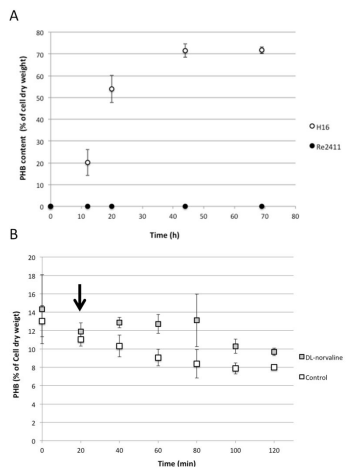 A
80
70
60
50
40
30
20
10
0
PHB content (% of cell dry weight)
0 10 20 30 40 50 60 70 80
Time (h)
H16
Re2411
B
20
18
16
14
12
10
8
6
4
2
0
PHB (% of Cell dry weigt)
0 20 40 60 80 100 120
Time (min)
DL-norvaline
Control